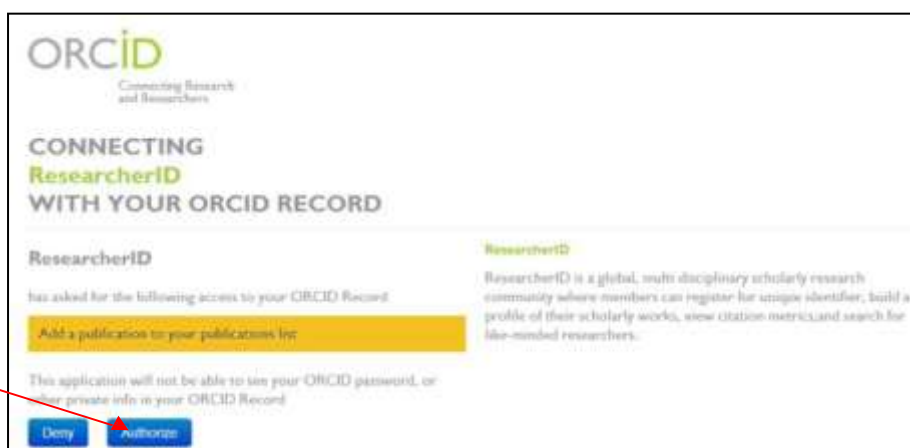 ORCiD
Connecting Research
and Researchers
CONNECTING
ResearcherID
WITH YOUR ORCID RECORD
ResearcherID
has asked for the following access to your ORCID Record
Add a publication to your publications list
This application will not be able to see your ORCID password, or
other private info in your ORCID Record
Deny
Authorize
ResearcherID
ResearcherID is a global, multi disciplinary scholarly research
community where members can register for unique identifier, build a
profile of their scholarly works, view citation metrics,and search for
like-minded researchers.